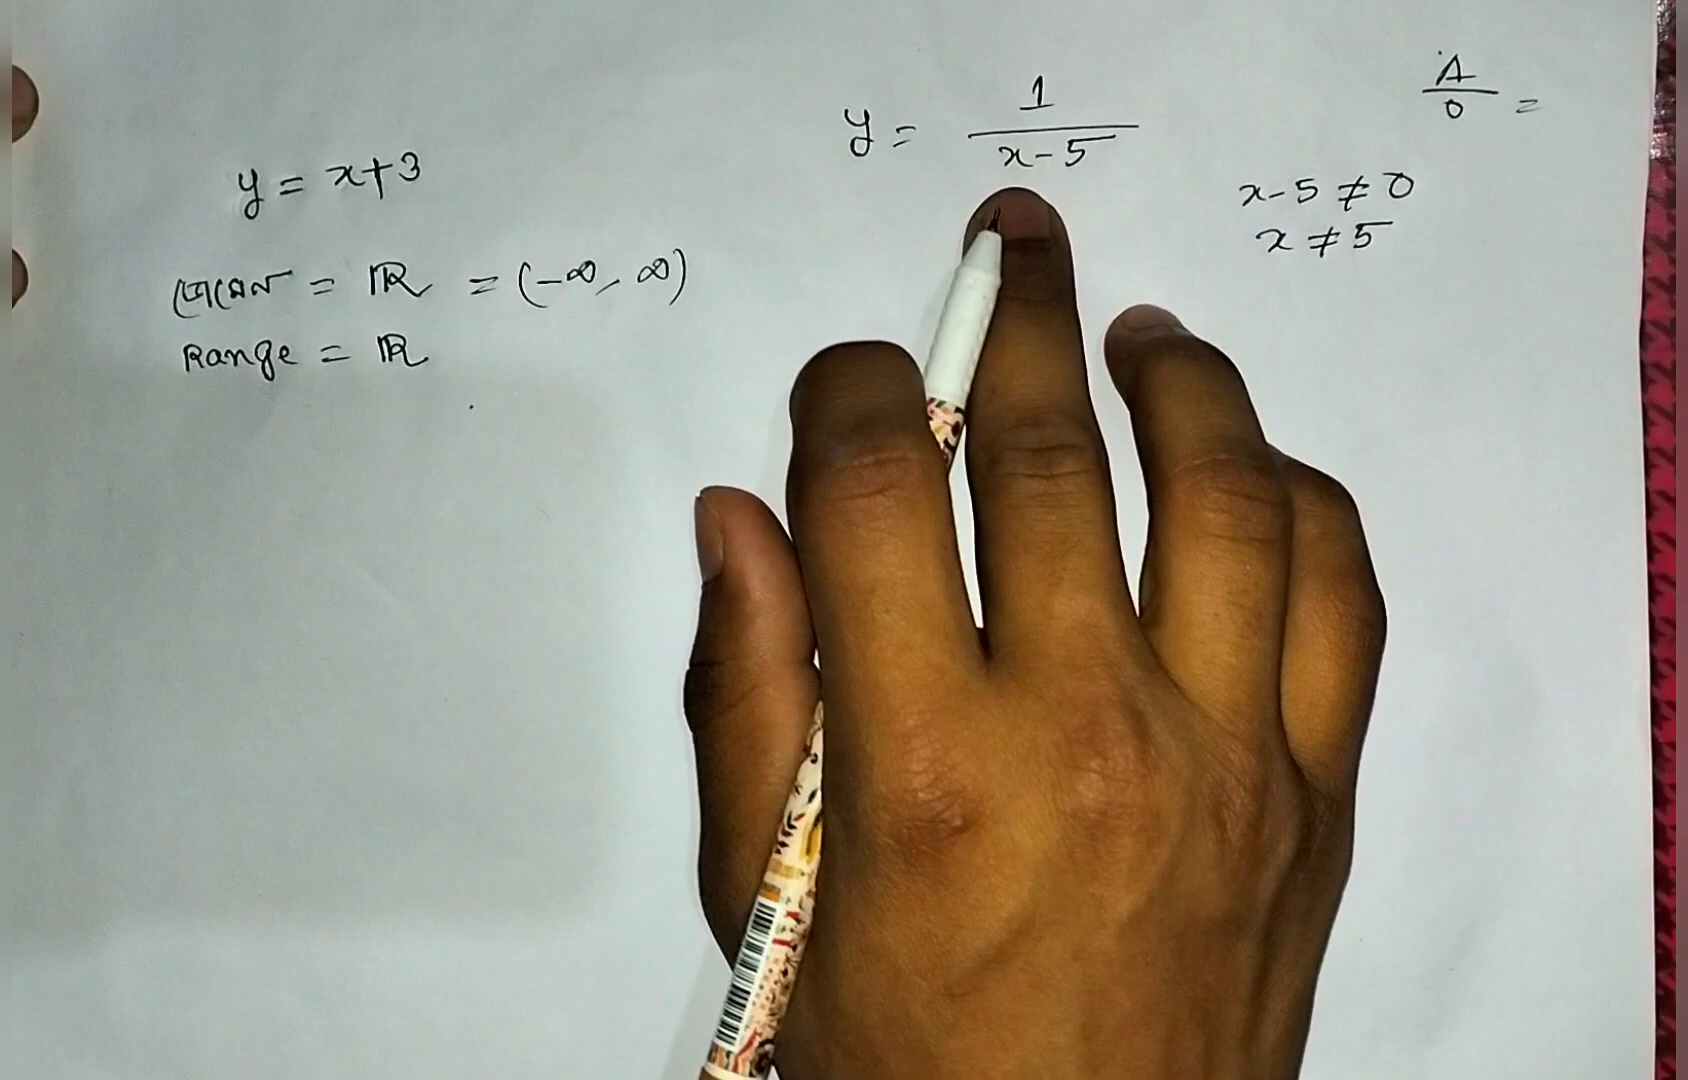 y = x+3
ডোমেন = ℝ = (-∞, ∞)
Range = ℝ
y = 1/(x-5)
A/0 =
x-5 ≠ 0
x ≠ 5